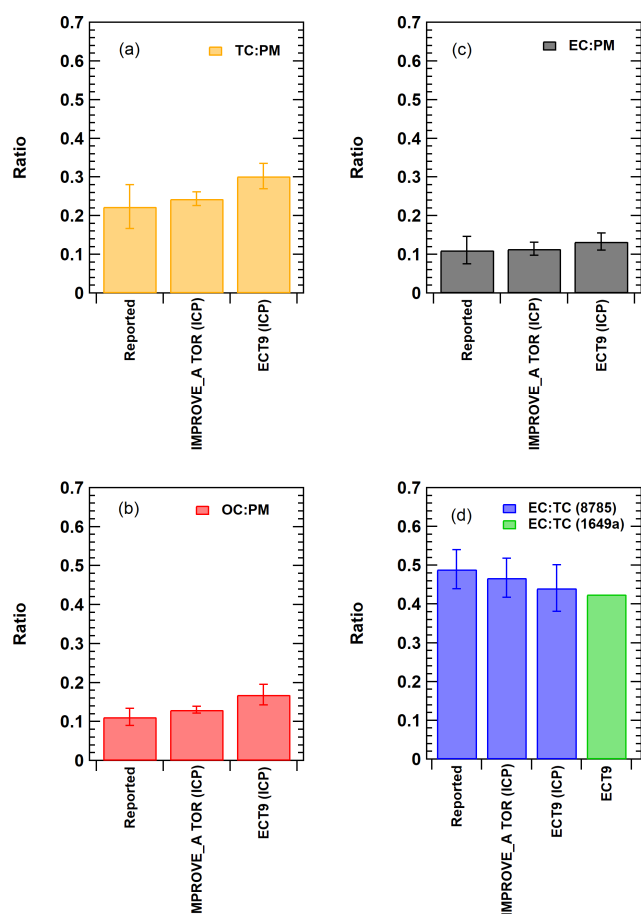 0.7
0.6
0.5
0.4
0.3
0.2
0.1
0
Ratio
(a)
TC:PM
Reported
IMPROVE_A TOR (ICP)
ECT9 (ICP)
0.7
0.6
0.5
0.4
0.3
0.2
0.1
0
Ratio
(c)
EC:PM
Reported
IMPROVE_A TOR (ICP)
ECT9 (ICP)
0.7
0.6
0.5
0.4
0.3
0.2
0.1
0
Ratio
(b)
OC:PM
Reported
MPROVE_A TOR (ICP)
ECT9 (ICP)
0.7
0.6
0.5
0.4
0.3
0.2
0.1
0
Ratio
(d)
EC:TC (8785)
EC:TC (1649a)
Reported
IMPROVE_A TOR (ICP)
ECT9 (ICP)
ECT9